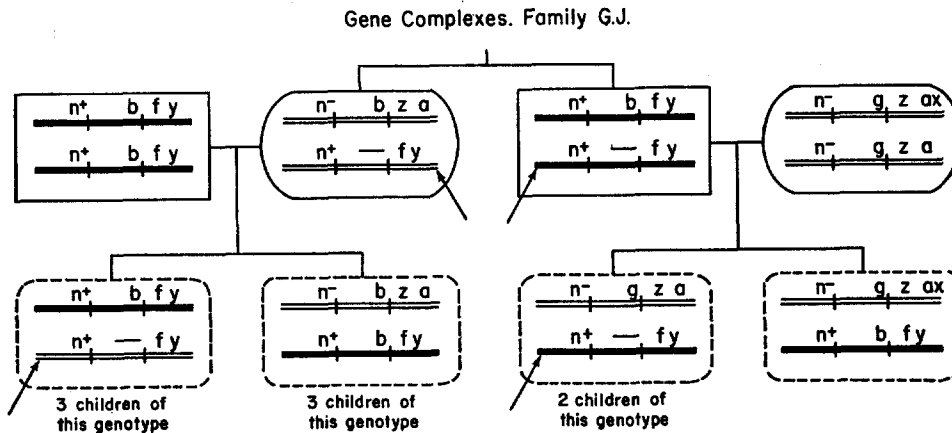 Gene Complexes. Family G.J.
n+ b f y
n+ b f y
n- b z a
n+ — f y
n+ b f y
n+ — f y
n- g z ax
n- g z a
n+ b f y
n+ — f y
3 children of
this genotype
n- b z a
n+ b f y
3 children of
this genotype
n- g z a
n+ — f y
2 children of
this genotype
n- g z ax
n+ b f y